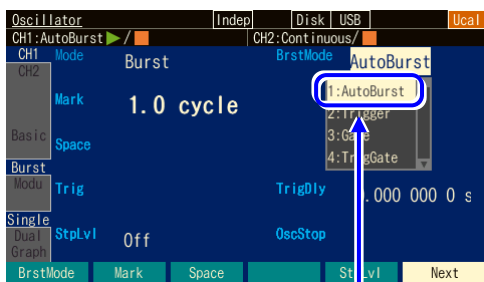 Oscillator Indep Disk USB Ucal
CH1:AutoBurst / CH2:Continuous/
CH1 Mode Burst BrstMode AutoBurst
CH2
1:AutoBurst
Mark 1.0 cycle
2:Trigger
Basic Space
3:Gate
4:TrigGate
Burst
Modu Trig TrigDly 0.000 000 0 s
Single
Dual StpLvl Off OscStop
Graph
BrstMode Mark Space StpLvl Next